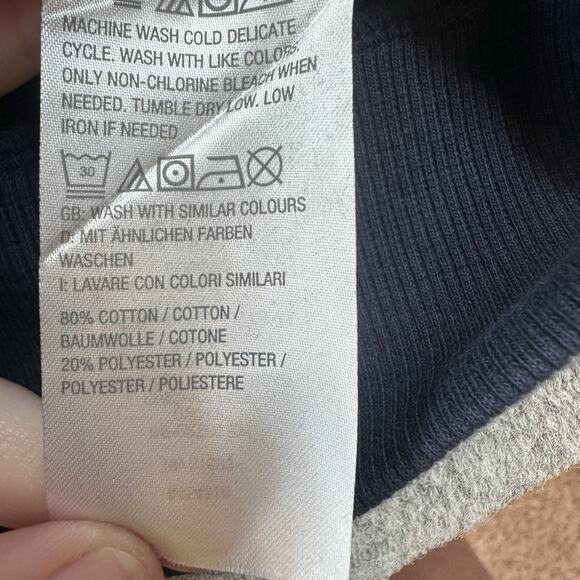 MACHINE WASH COLD DELICATE
CYCLE. WASH WITH LIKE COLORS.
ONLY NON-CHLORINE BLEACH WHEN
NEEDED. TUMBLE DRY LOW. LOW
IRON IF NEEDED
30
GB: WASH WITH SIMILAR COLOURS
D: MIT ÄHNLICHEN FARBEN
WASCHEN
I: LAVARE CON COLORI SIMILARI
80% COTTON / COTTON /
BAUMWOLLE / COTONE
20% POLYESTER / POLYESTER /
POLYESTER / POLIESTERE